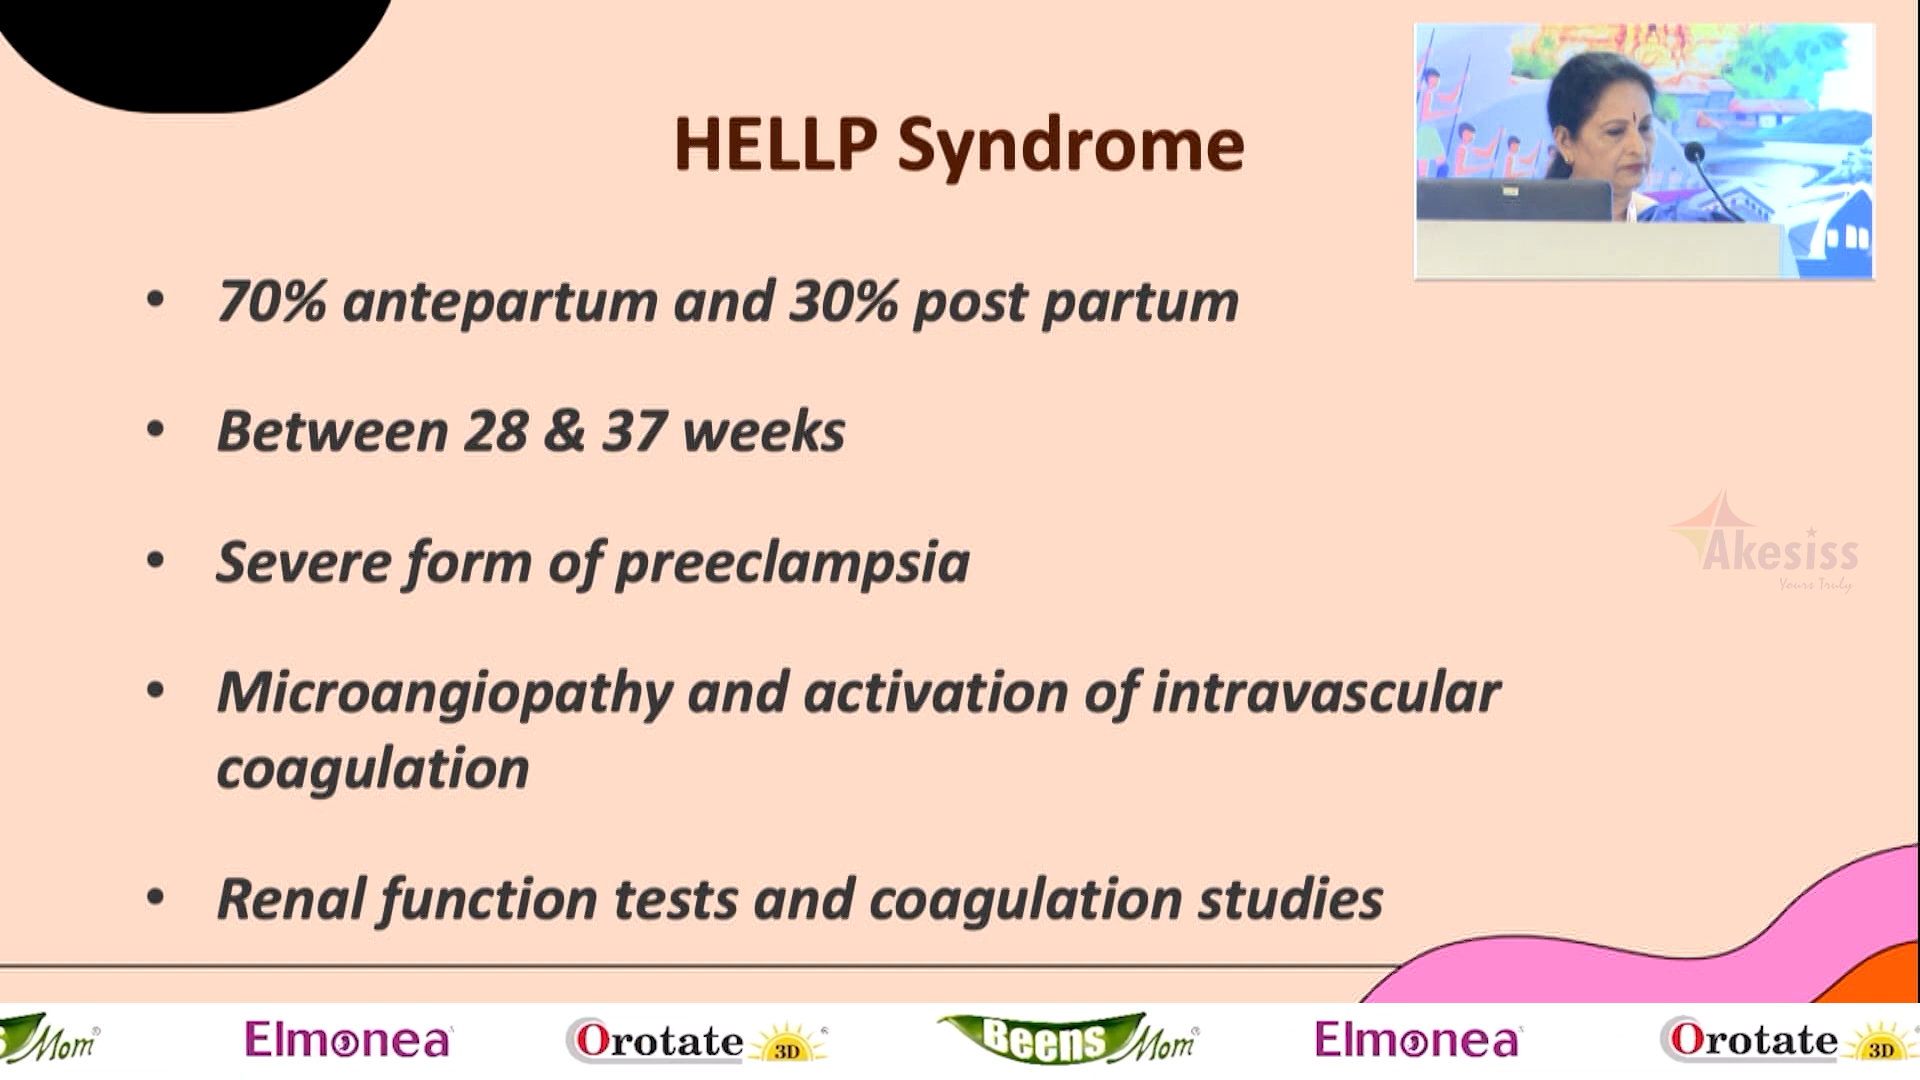 HELLP Syndrome
• 70% antepartum and 30% post partum
• Between 28 & 37 weeks
• Severe form of preeclampsia
Akesiss
Yours Truly
• Microangiopathy and activation of intravascular
coagulation
• Renal function tests and coagulation studies
Mom® Elmonea Orotate 3D Beens Mom® Elmonea Orotate 3D